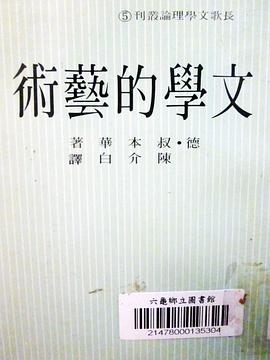 長歌文學理論叢刊⑤
文學的藝術
德・叔本華著
陳介白譯
六龜鄉立圖書館
21478000135304